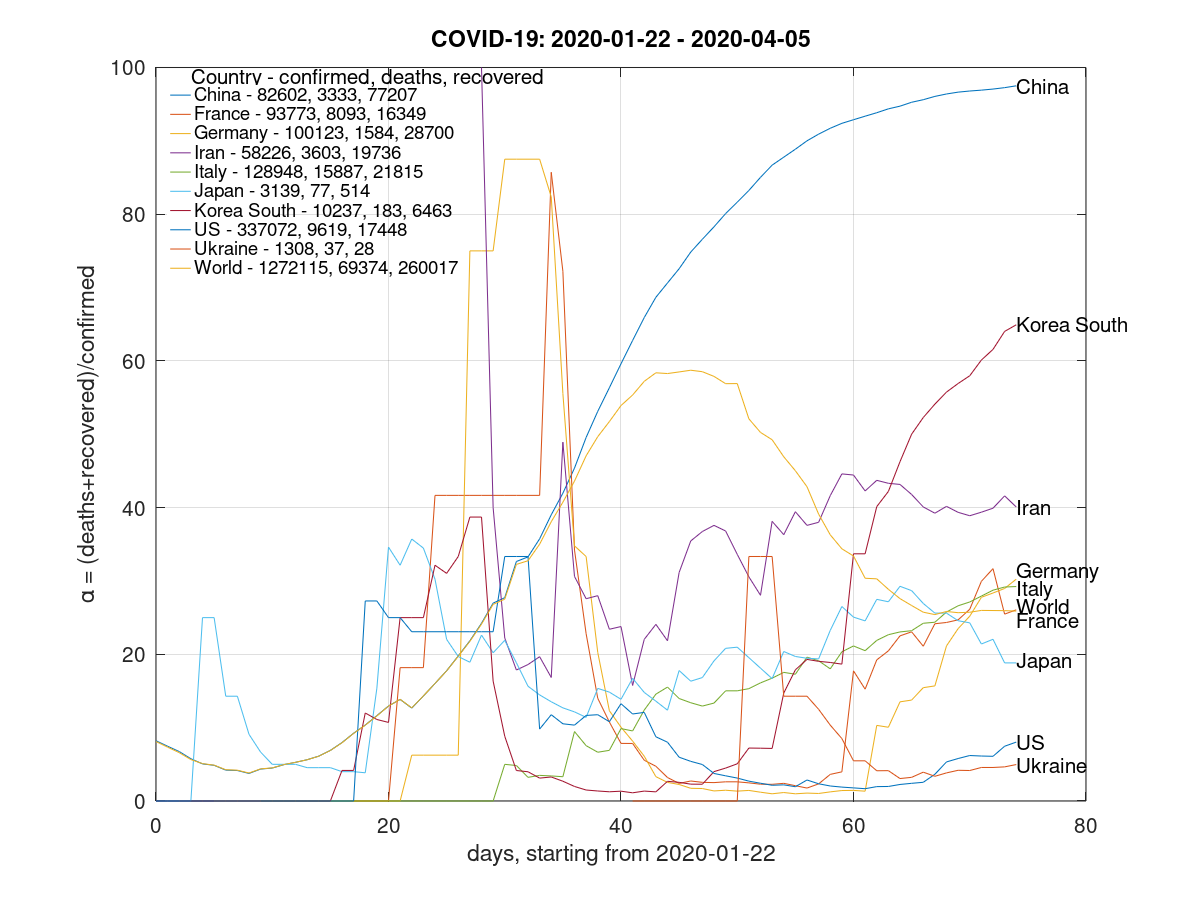 COVID-19: 2020-01-22 - 2020-04-05
100
80
60
40
20
0
α = (deaths+recovered)/confirmed
Country - confirmed, deaths, recovered
China - 82602, 3333, 77207
France - 93773, 8093, 16349
Germany - 100123, 1584, 28700
Iran - 58226, 3603, 19736
Italy - 128948, 15887, 21815
Japan - 3139, 77, 514
Korea South - 10237, 183, 6463
US - 337072, 9619, 17448
Ukraine - 1308, 37, 28
World - 1272115, 69374, 260017
China
Korea South
Iran
Germany
Italy
World
France
Japan
US
Ukraine
0 20 40 60 80
days, starting from 2020-01-22